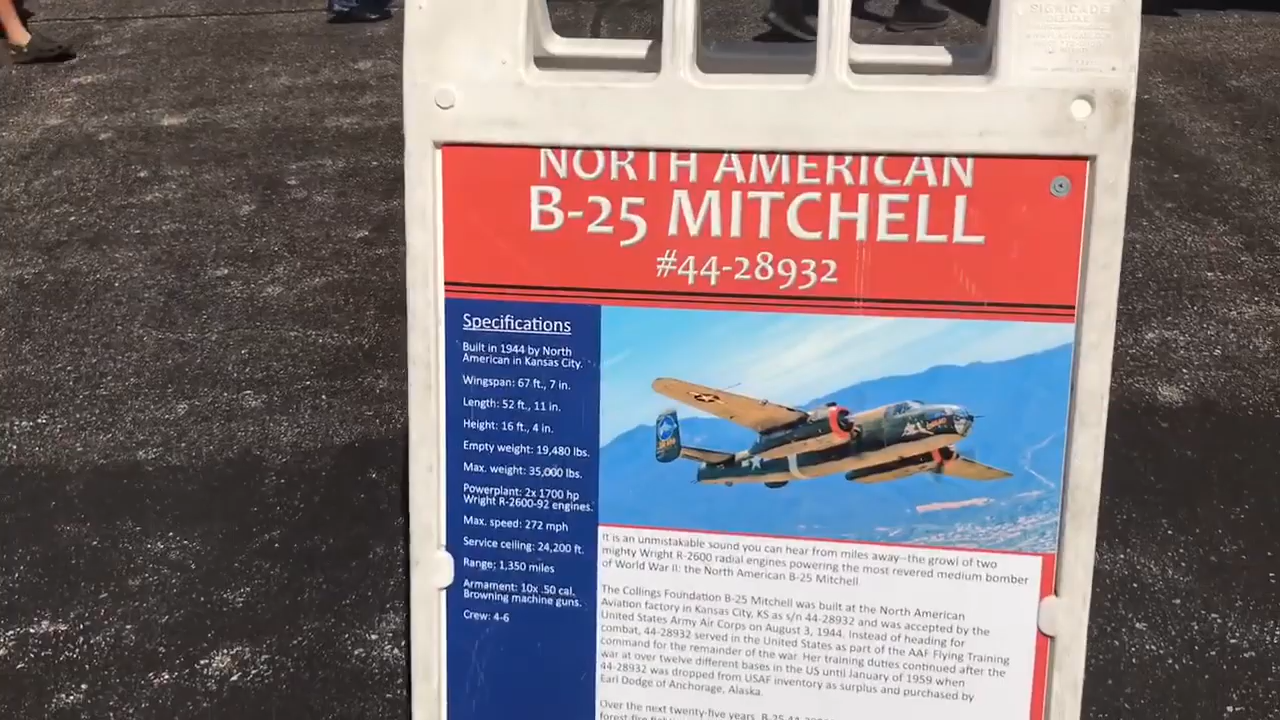 SIGNICADE
DELUXE
NORTH AMERICAN
B-25 MITCHELL
#44-28932
Specifications
Built in 1944 by North
American in Kansas City.
Wingspan: 67 ft., 7 in.
Length: 52 ft., 11 in.
Height: 16 ft., 4 in.
Empty weight: 19,480 lbs.
Max. weight: 35,000 lbs.
Powerplant: 2x 1700 hp
Wright R-2600-92 engines.
Max. speed: 272 mph
Service ceiling: 24,200 ft.
Range: 1,350 miles
Armament: 10x .50 cal.
Browning machine guns.
Crew: 4-6
It is an unmistakable sound you can hear from miles away--the growl of two
mighty Wright R-2600 radial engines powering the most revered medium bomber
of World War II: the North American B-25 Mitchell
The Collings Foundation B-25 Mitchell was built at the North American
Aviation factory in Kansas City, KS as s/n 44-28932 and was accepted by the
United States Army Air Corps on August 3, 1944. Instead of heading for
combat, 44-28932 served in the United States as part of the AAF Flying Training
command for the remainder of the war. Her training duties continued after the
war at over twelve different bases in the US until January of 1959 when
44-28932 was dropped from USAF inventory as surplus and purchased by
Earl Dodge of Anchorage, Alaska.
Over the next twenty-five years, B-25